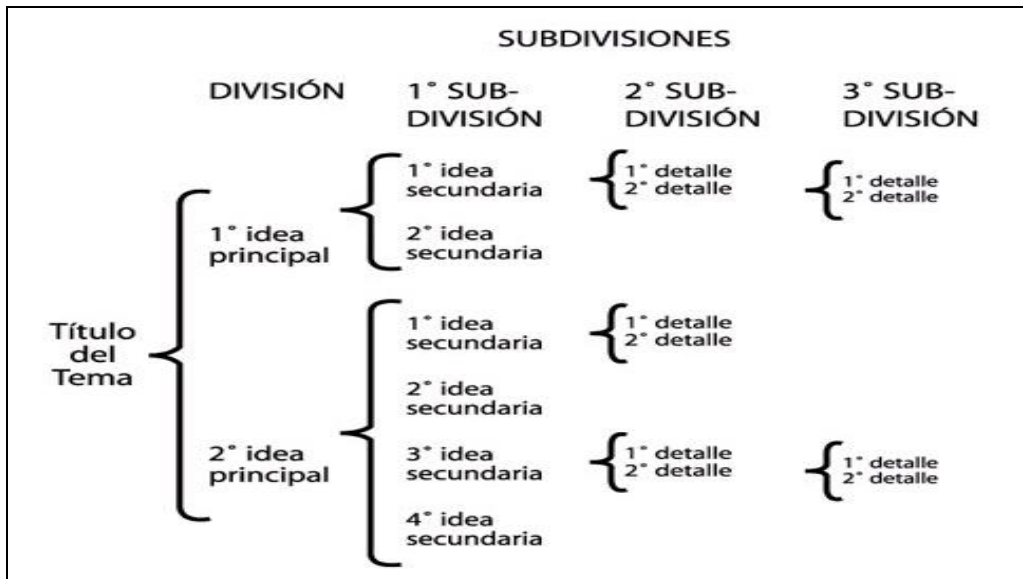 SUBDIVISIONES
DIVISIÓN
1° SUB-
DIVISIÓN
2° SUB-
DIVISIÓN
3° SUB-
DIVISIÓN
Título
del
Tema
1° idea
principal
1° idea
secundaria
1° detalle
2° detalle
1° detalle
2° detalle
2° idea
secundaria
2° idea
principal
1° idea
secundaria
1° detalle
2° detalle
2° idea
secundaria
3° idea
secundaria
1° detalle
2° detalle
1° detalle
2° detalle
4° idea
secundaria